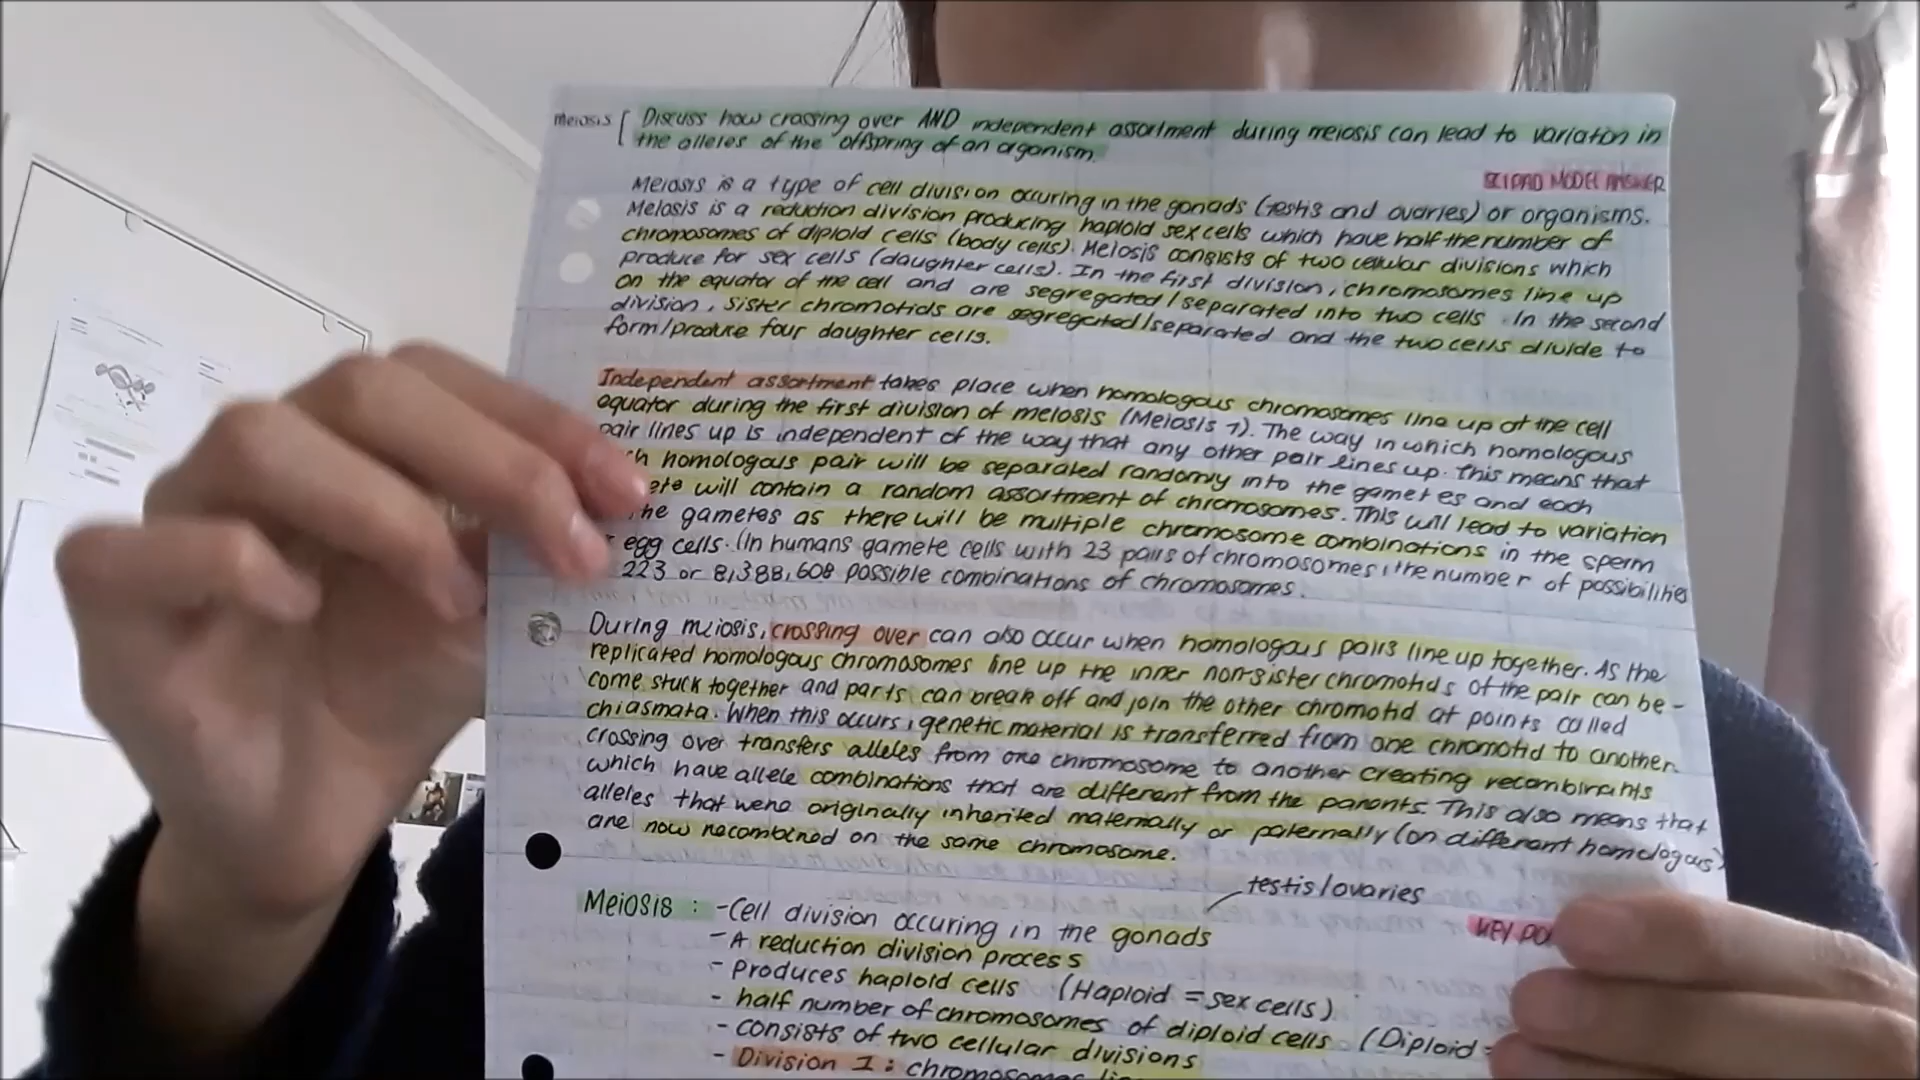 meiosis [ Discuss how crossing over AND independent assortment during meiosis can lead to variation in
the alleles of the offspring of an organism.
SCIPAD MODEL ANSWER
Meiosis is a type of cell division occuring in the gonads (testis and ovaries) or organisms.
Meiosis is a reduction division producing haploid sex cells which have half the number of
chromosomes of diploid cells (body cells). Meiosis consists of two cellular divisions which
produce for sex cells (daughter cells). In the first division, chromosomes line up
on the equator of the cell and are segregated/separated into two cells. In the second
division, sister chromatids are segregated/separated and the two cells divide to
form/produce four daughter cells.
Independent assortment takes place when homologous chromosomes line up at the cell
equator during the first division of meiosis (Meiosis 1). The way in which homologous
pair lines up is independent of the way that any other pair lines up. This means that
homologous pair will be separated randomly into the gametes and each
will contain a random assortment of chromosomes. This will lead to variation
the gametes as there will be multiple chromosome combinations in the sperm
egg cells. (In humans gamete cells with 23 pairs of chromosomes, the number of possibilities
223 or 8,388,608 possible combinations of chromosomes.
During meiosis, crossing over can also occur when homologous pairs line up together. As the
replicated homologous chromosomes line up the inner non-sister chromatids of the pair can be-
come stuck together and parts can break off and join the other chromatid at points called
chiasmata. When this occurs, genetic material is transferred from one chromatid to another.
crossing over transfers alleles from one chromosome to another creating recombinants
which have allele combinations that are different from the parents. This also means that
alleles that were originally inherited maternally or paternally (on different homologous)
are now recombined on the same chromosome.
testis/ovaries
Meiosis : - Cell division occuring in the gonads
KEY
- A reduction division process
- Produces haploid cells (Haploid = sex cells)
- half number of chromosomes of diploid cells (Diploid =
- consists of two cellular divisions
- Division 1: chromosomes